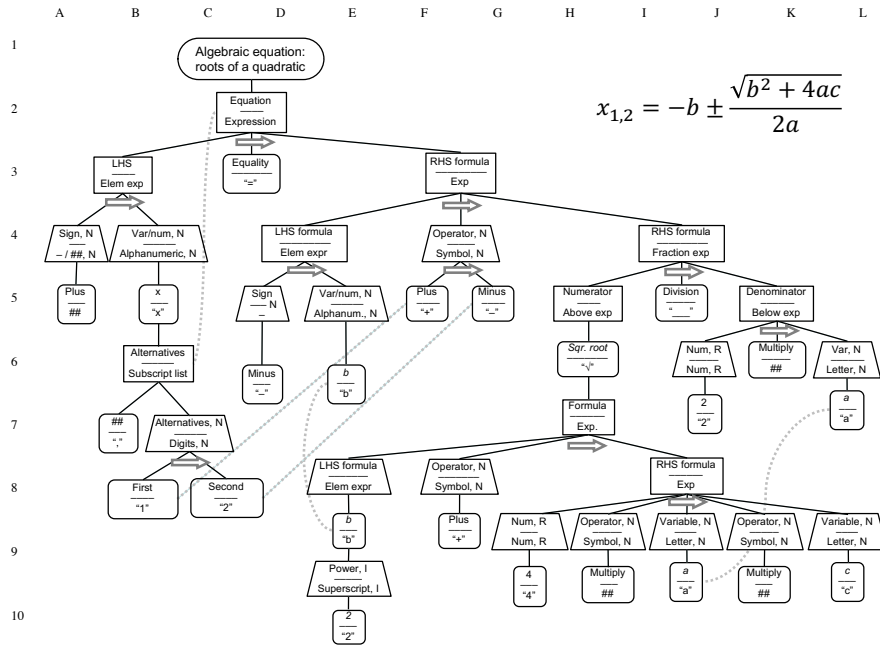 A B C D E F G H I J K L
1
Algebraic equation:
roots of a quadratic
x1,2 = −b ± √b² + 4ac / 2a
2
Equation
Expression
3
LHS
Elem exp
Equality
“=”
RHS formula
Exp
4
Sign, N
– / ##, N
Var/num, N
Alphanumeric, N
LHS formula
Elem expr
Operator, N
Symbol, N
RHS formula
Fraction exp
5
Plus
##
x
“x”
Sign
N
–
Var/num, N
Alphanum., N
Plus
“+”
Minus
“–”
Numerator
Above exp
Division
“___”
Denominator
Below exp
6
Alternatives
Subscript list
Minus
“–”
b
“b”
Sqr. root
“√”
Num, R
Num, R
Multiply
##
Var, N
Letter, N
7
##
“,”
Alternatives, N
Digits, N
Formula
Exp.
2
“2”
a
“a”
8
First
“1”
Second
“2”
LHS formula
Elem expr
Operator, N
Symbol, N
RHS formula
Exp
9
b
“b”
Plus
“+”
Num, R
Num, R
Operator, N
Symbol, N
Variable, N
Letter, N
Operator, N
Symbol, N
Variable, N
Letter, N
Power, I
Superscript, I
4
“4”
Multiply
##
a
“a”
Multiply
##
c
“c”
10
2
“2”